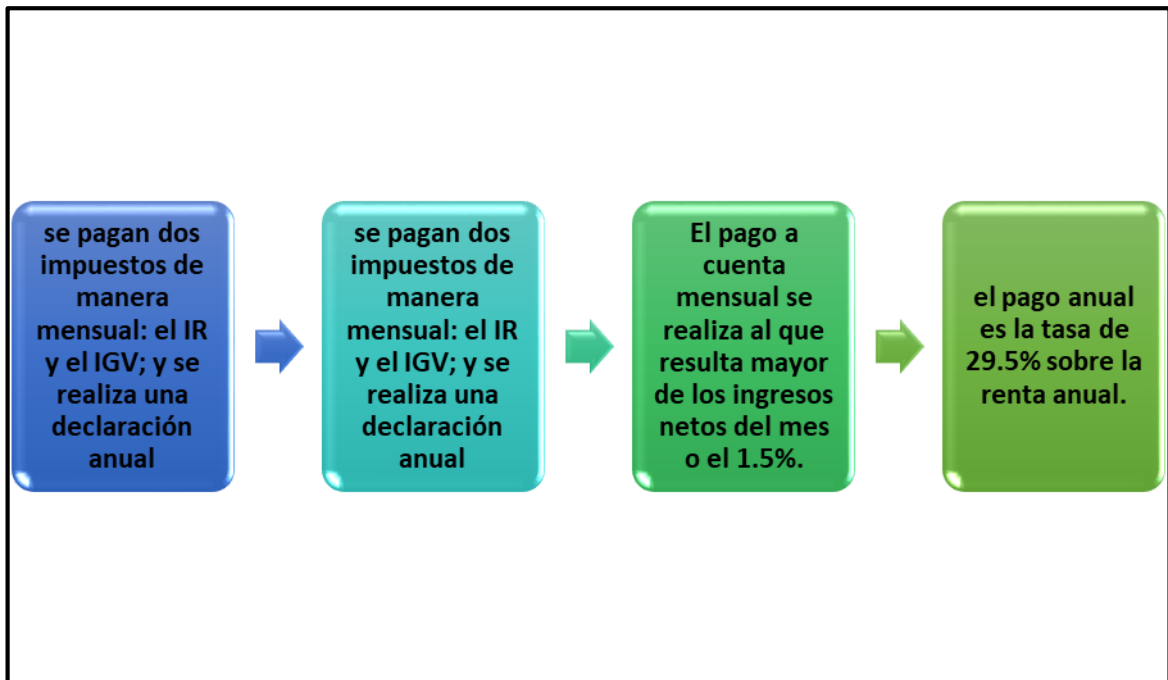 se pagan dos
impuestos de
manera
mensual: el IR
y el IGV; y se
realiza una
declaración
anual
se pagan dos
impuestos de
manera
mensual: el IR
y el IGV; y se
realiza una
declaración
anual
El pago a
cuenta
mensual se
realiza al que
resulta mayor
de los ingresos
netos del mes
o el 1.5%.
el pago anual
es la tasa de
29.5% sobre la
renta anual.